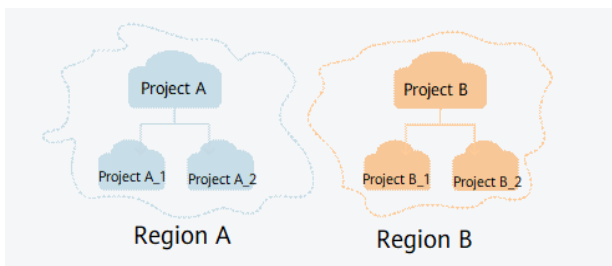 Project A
Project A_1
Project A_2
Region A
Project B
Project B_1
Project B_2
Region B